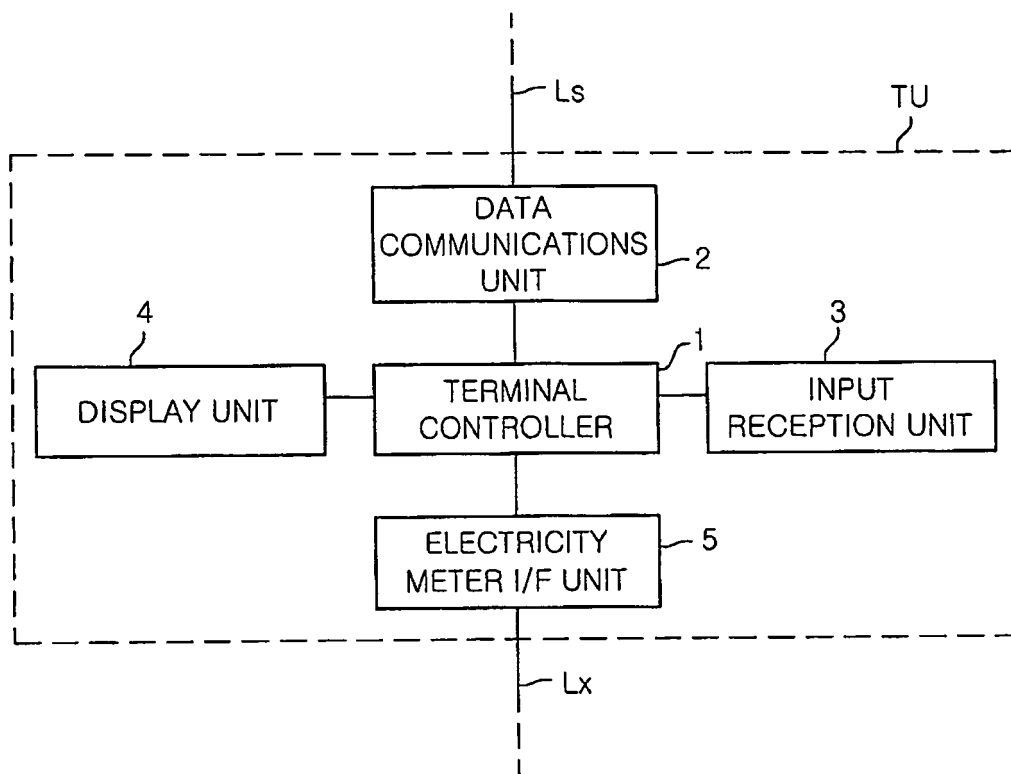 Ls
TU
DATA
COMMUNICATIONS
UNIT
2
4
1
3
DISPLAY UNIT
TERMINAL
CONTROLLER
INPUT
RECEPTION UNIT
ELECTRICITY
METER I/F UNIT
5
Lx